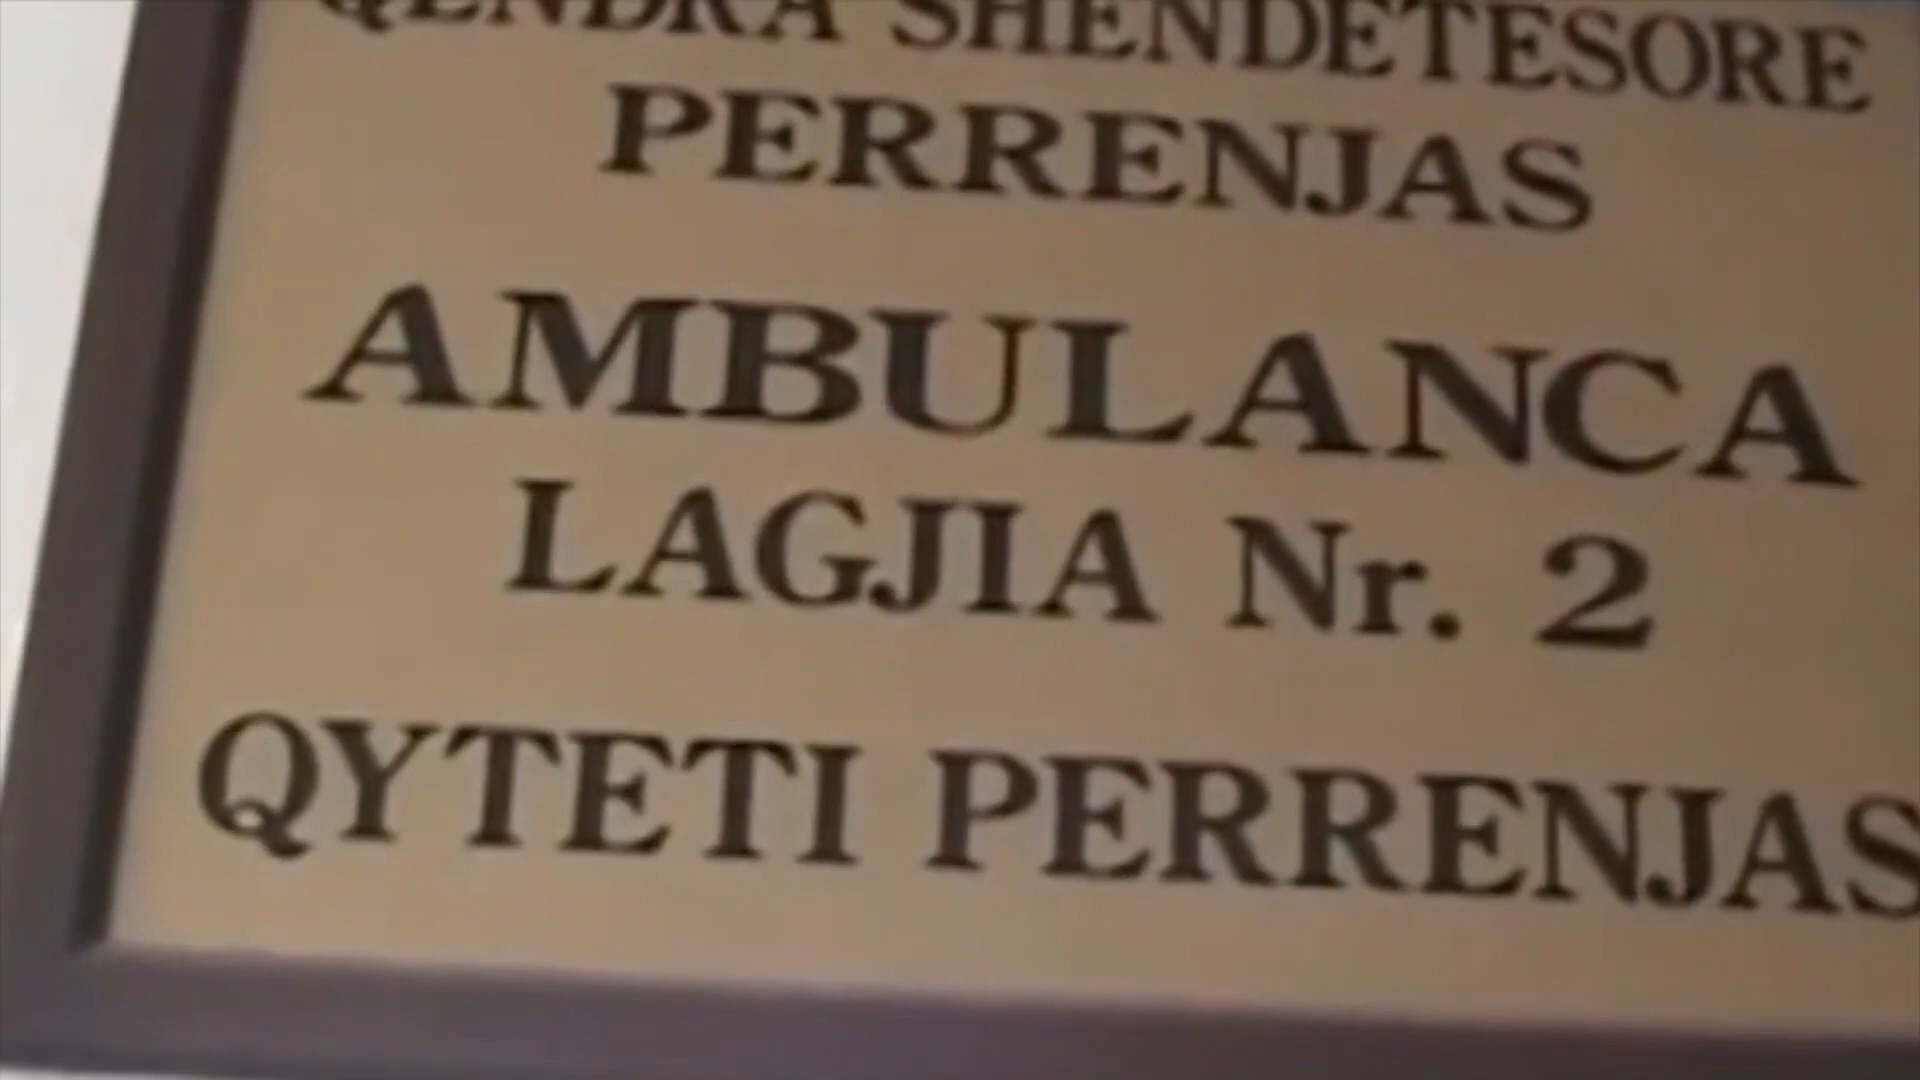 QENDRA SHENDETESORE
PERRENJAS
AMBULANCA
LAGJIA Nr. 2
QYTETI PERRENJAS